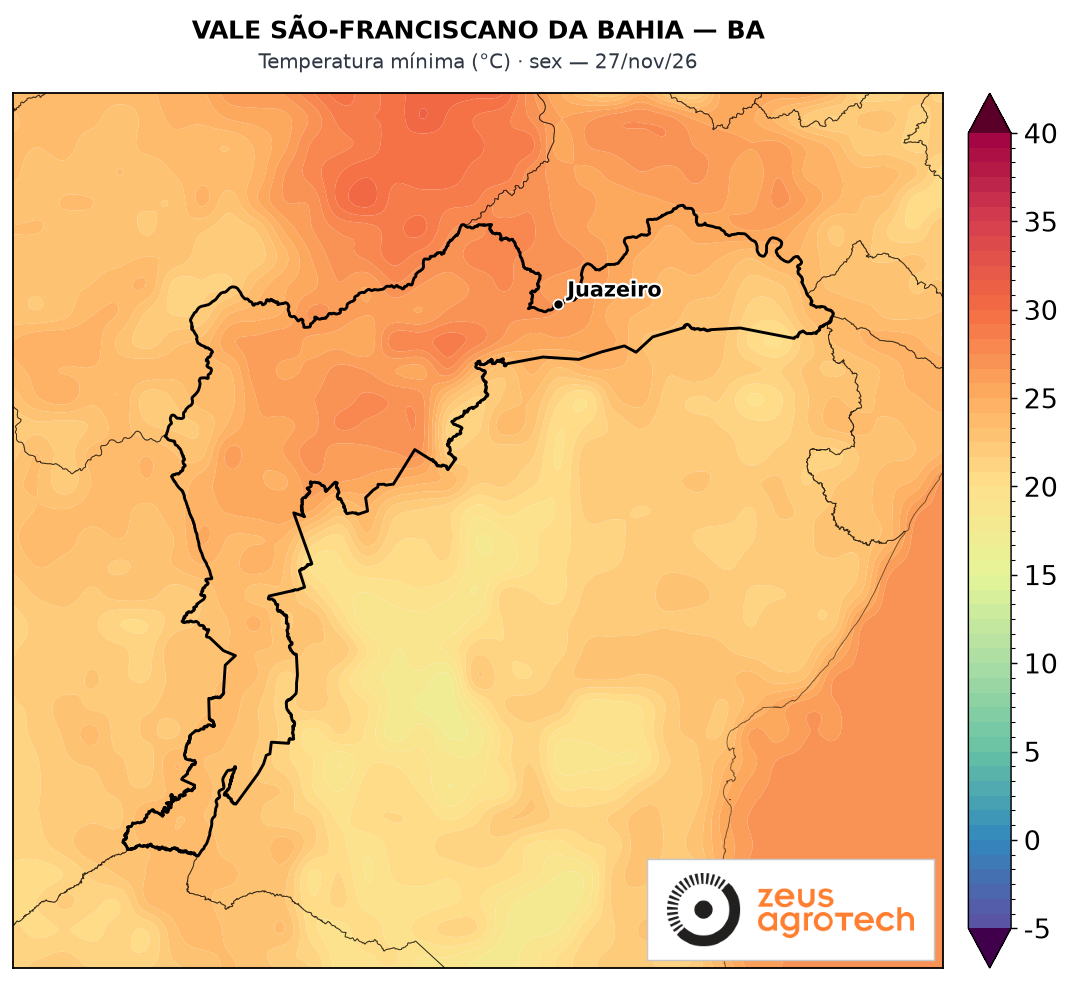 VALE SÃO-FRANCISCANO DA BAHIA — BA
Temperatura mínima (°C) · sex — 27/nov/26
Juazeiro
40
35
30
25
20
15
10
5
0
-5
zeus
agrotech